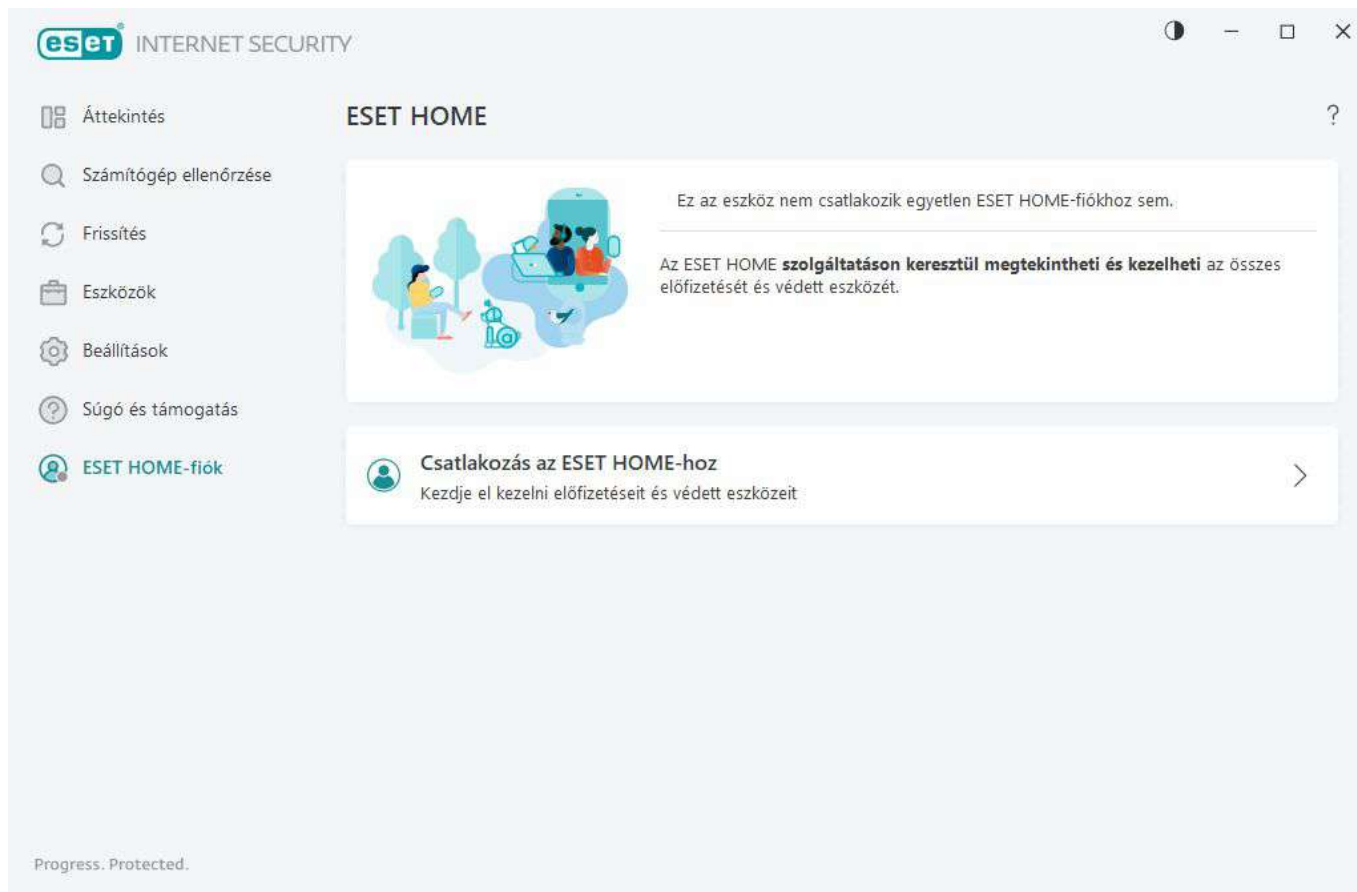 eset INTERNET SECURITY
Áttekintés
Számítógép ellenőrzése
Frissítés
Eszközök
Beállítások
Súgó és támogatás
ESET HOME-fiók
ESET HOME
?
Ez az eszköz nem csatlakozik egyetlen ESET HOME-fiókhoz sem.
Az ESET HOME szolgáltatáson keresztül megtekintheti és kezelheti az összes
előfizetését és védett eszközét.
Csatlakozás az ESET HOME-hoz
Kezdje el kezelni előfizetéseit és védett eszközeit
Progress. Protected.